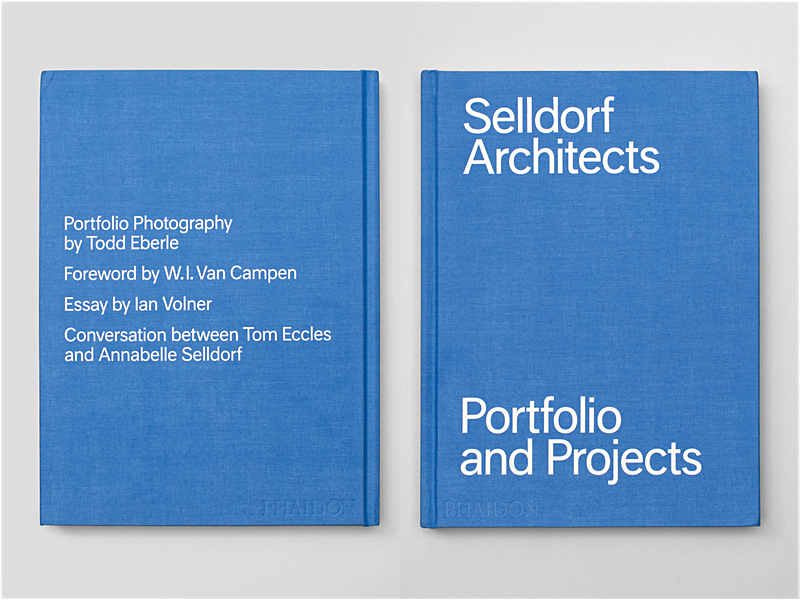 Portfolio Photography
by Todd Eberle
Foreword by W.I. Van Campen
Essay by Ian Volner
Conversation between Tom Eccles
and Annabelle Selldorf
PHAIDON
Selldorf
Architects
Portfolio
and Projects
PHAIDON